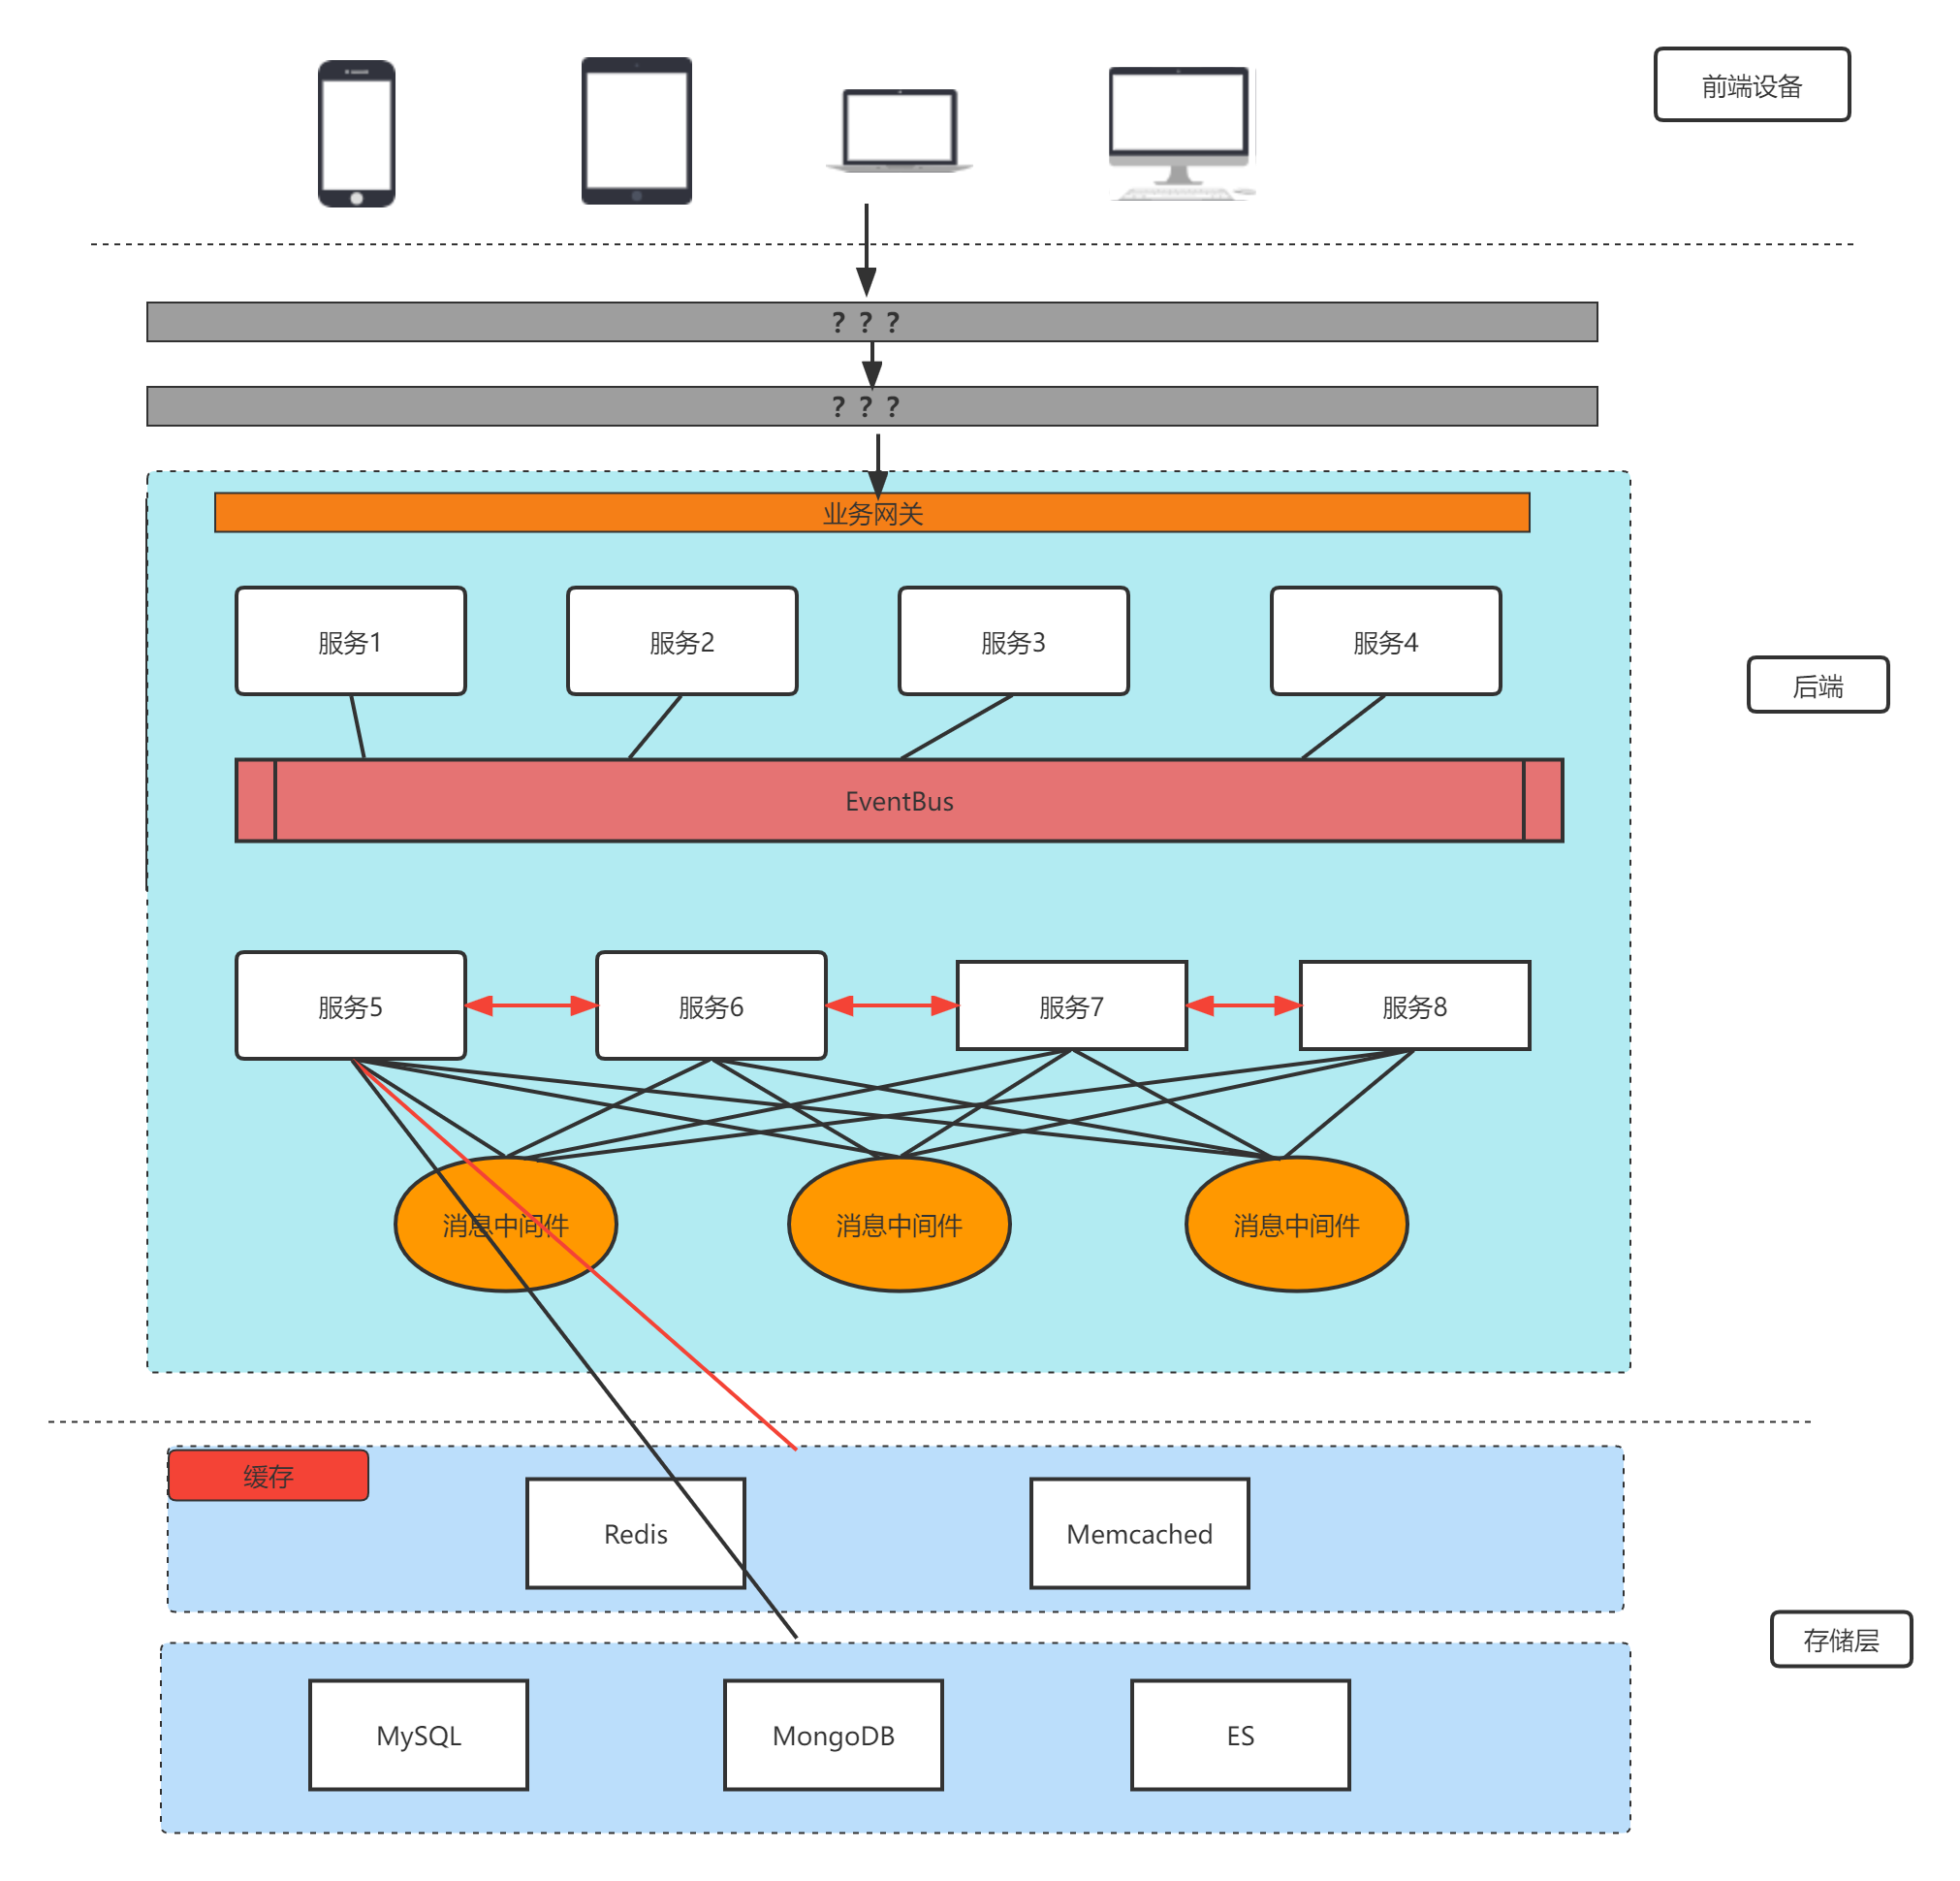 前端设备
？？？
？？？
业务网关
服务1
服务2
服务3
服务4
后端
EventBus
服务5
服务6
服务7
服务8
消息中间件
消息中间件
消息中间件
缓存
Redis
Memcached
存储层
MySQL
MongoDB
ES